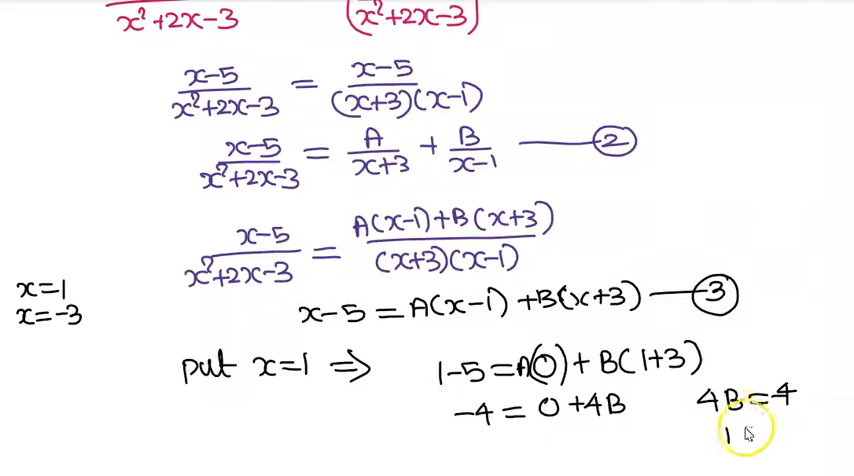 x²+2x-3 (x²+2x-3)
x-5/x²+2x-3 = x-5/(x+3)(x-1)
x-5/x²+2x-3 = A/x+3 + B/x-1 —— ②
x-5/x²+2x-3 = A(x-1)+B(x+3)/(x+3)(x-1)
x=1
x=-3
x-5 = A(x-1) +B(x+3) —— ③
put x=1 ⇒ 1-5 = A(0) + B(1+3)
-4 = 0 +4B 4B=4